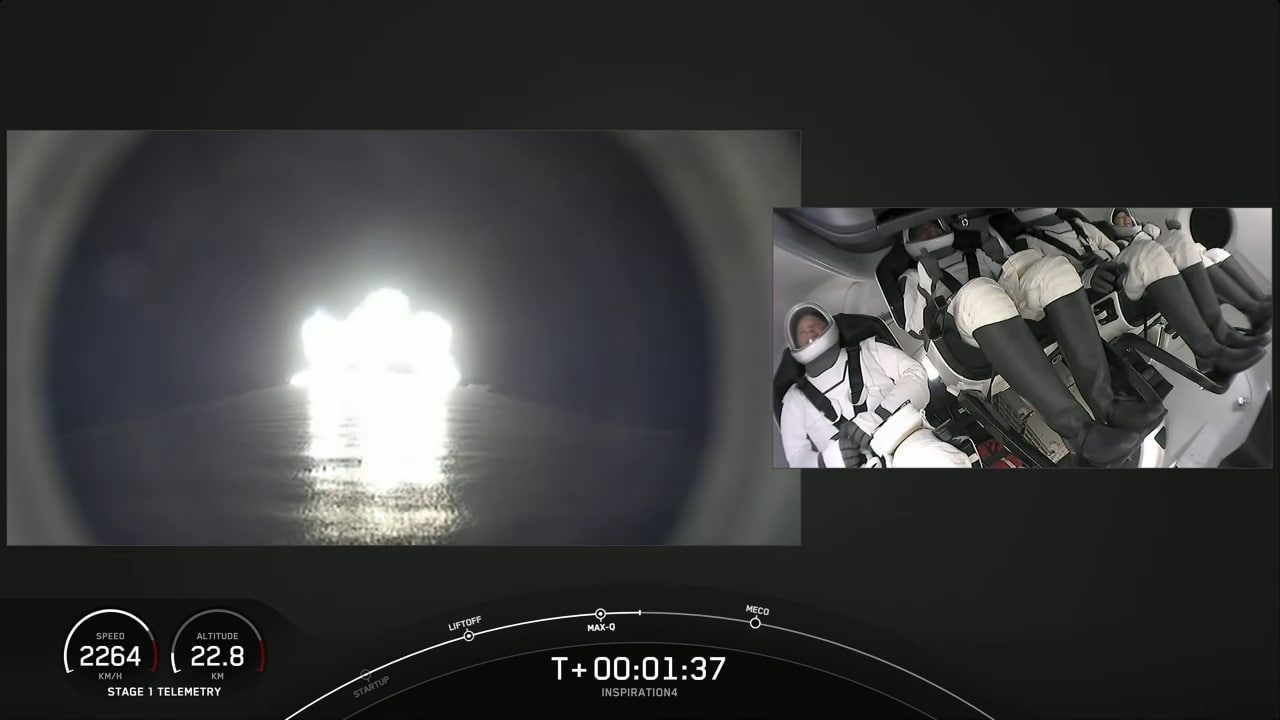 SPEED
2264
KM/H
ALTITUDE
22.8
KM
STAGE 1 TELEMETRY
STARTUP
LIFTOFF
MAX-Q
MECO
T+00:01:37
INSPIRATION4